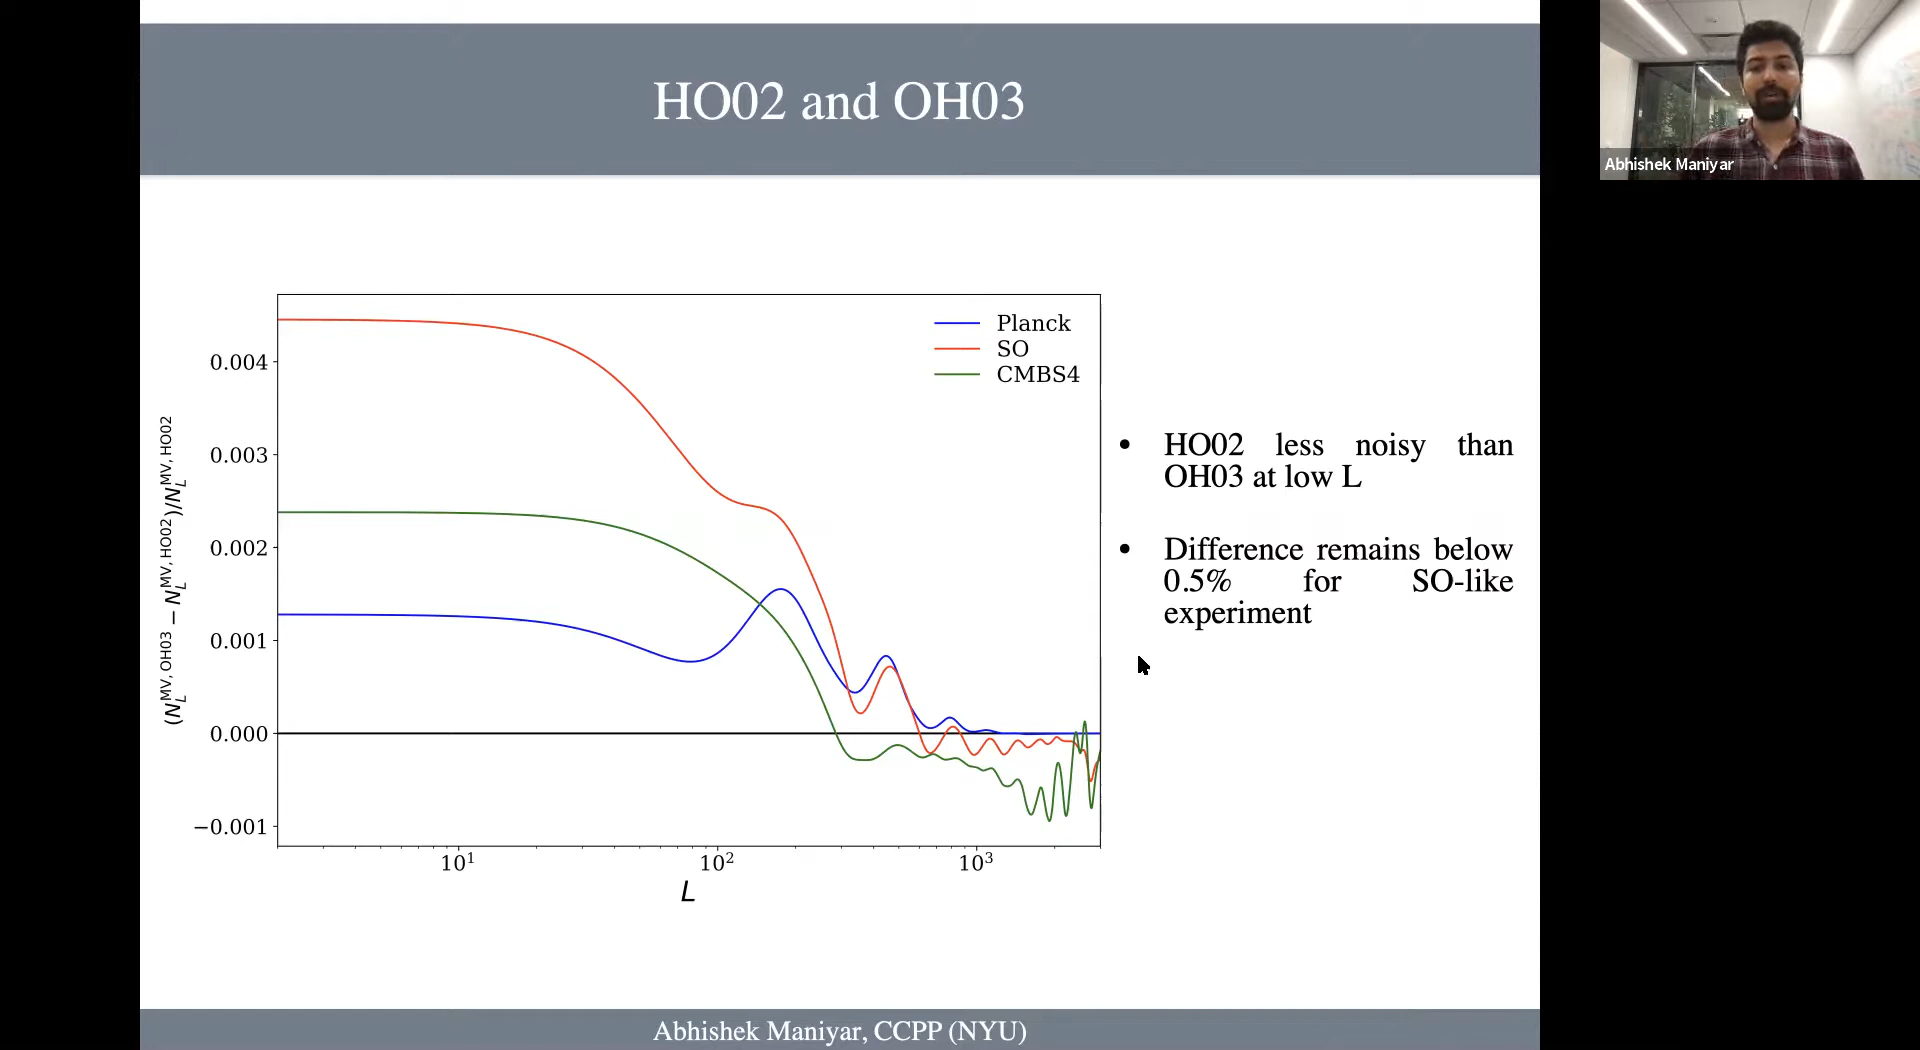 HO02 and OH03
Abhishek Maniyar
Planck
SO
CMBS4
0.004
0.003
0.002
0.001
0.000
−0.001
(N_L^{MV, OH03} − N_L^{MV, HO02})/N_L^{MV, HO02}
10¹ 10² 10³
L
• HO02 less noisy than
OH03 at low L
• Difference remains below
0.5% for SO-like
experiment
Abhishek Maniyar, CCPP (NYU)